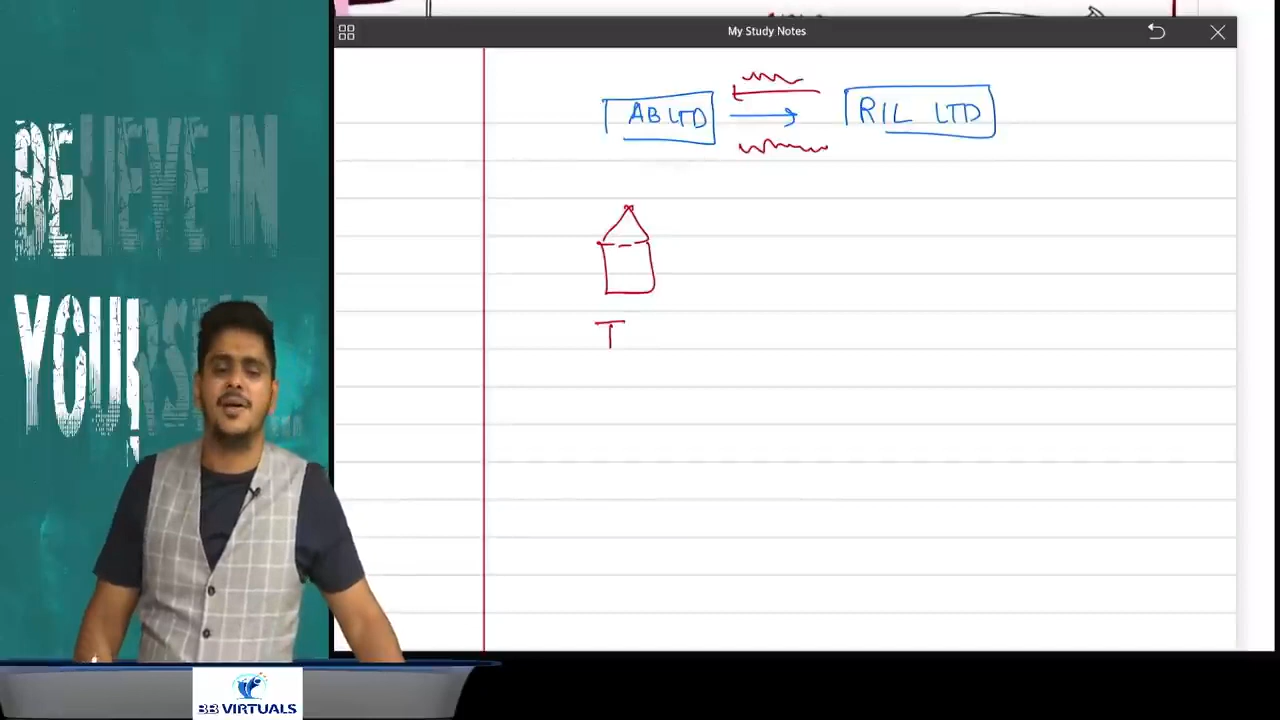 My Study Notes
AB LTD
RIL LTD
T
BELIEVE IN
YOURSELF...
BB VIRTUALS